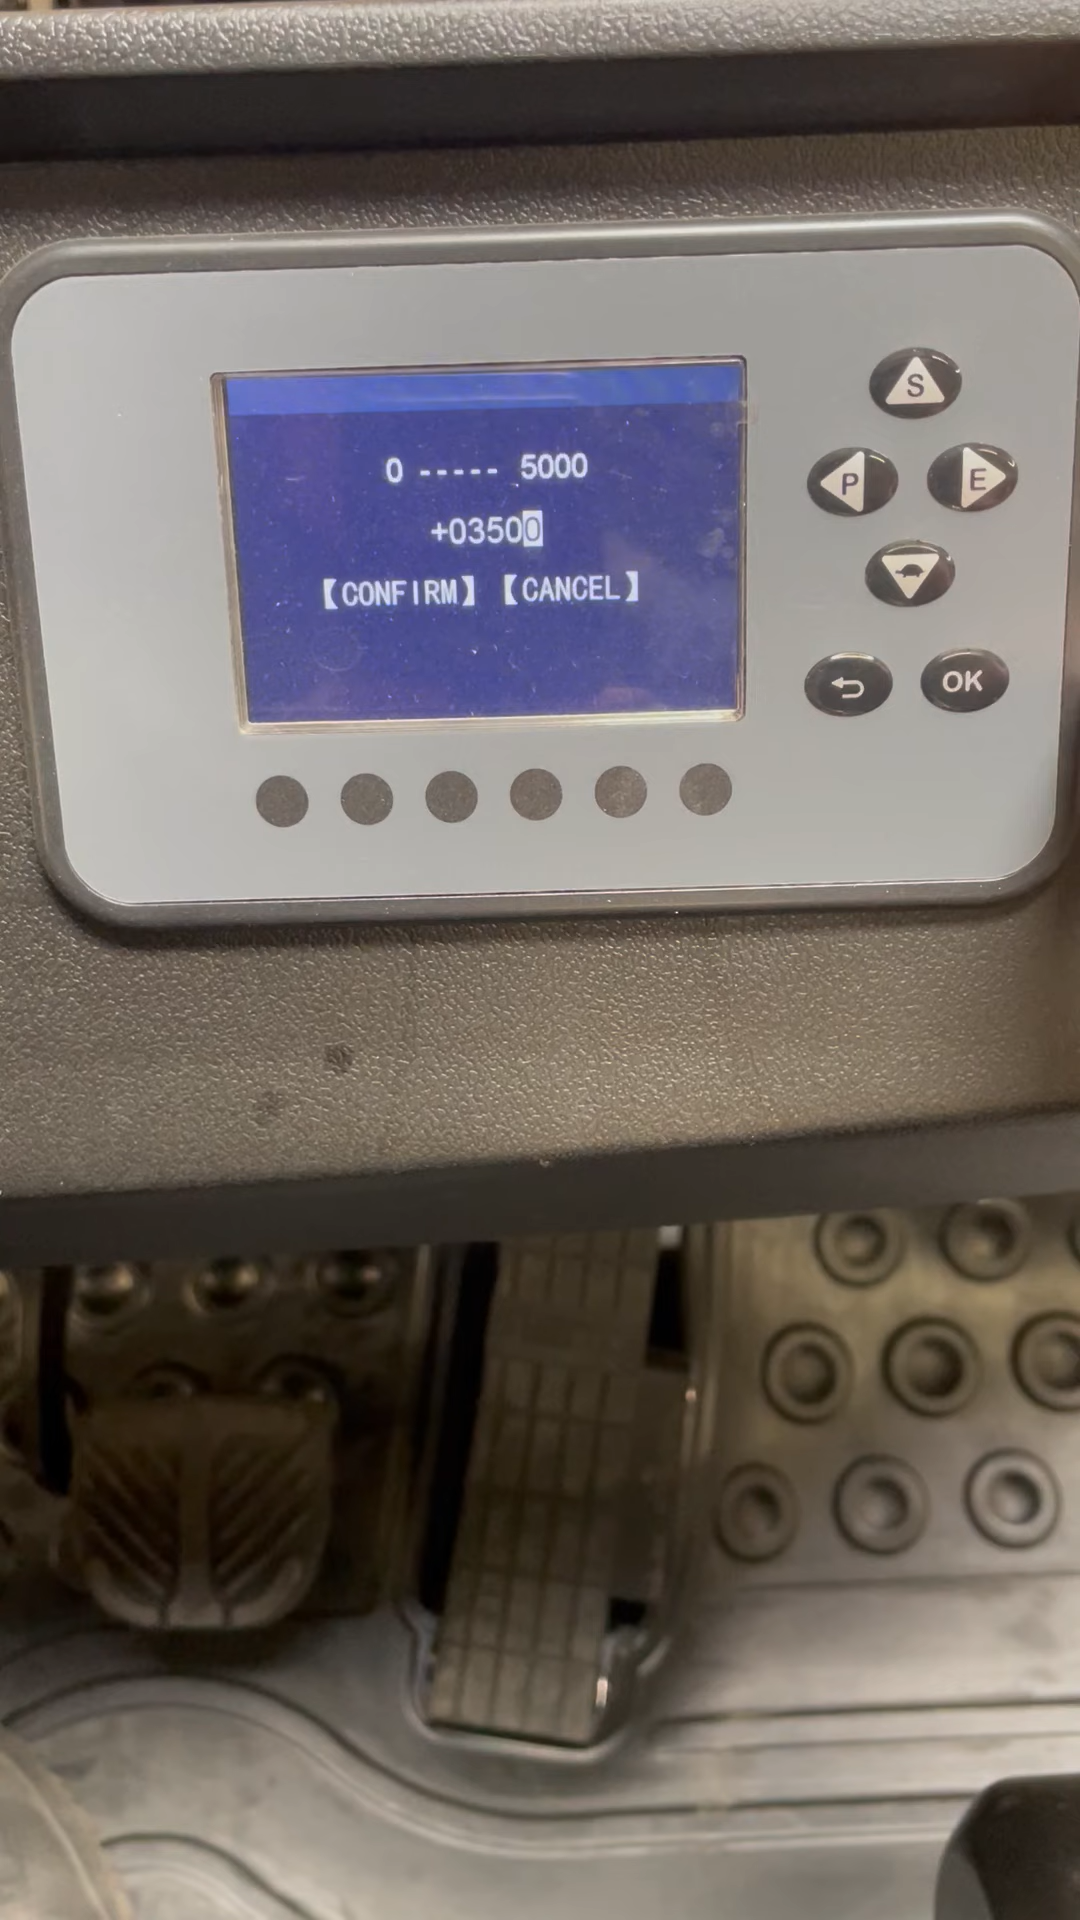 0 ----- 5000
+03500
【CONFIRM】 【CANCEL】
S
P
E
OK